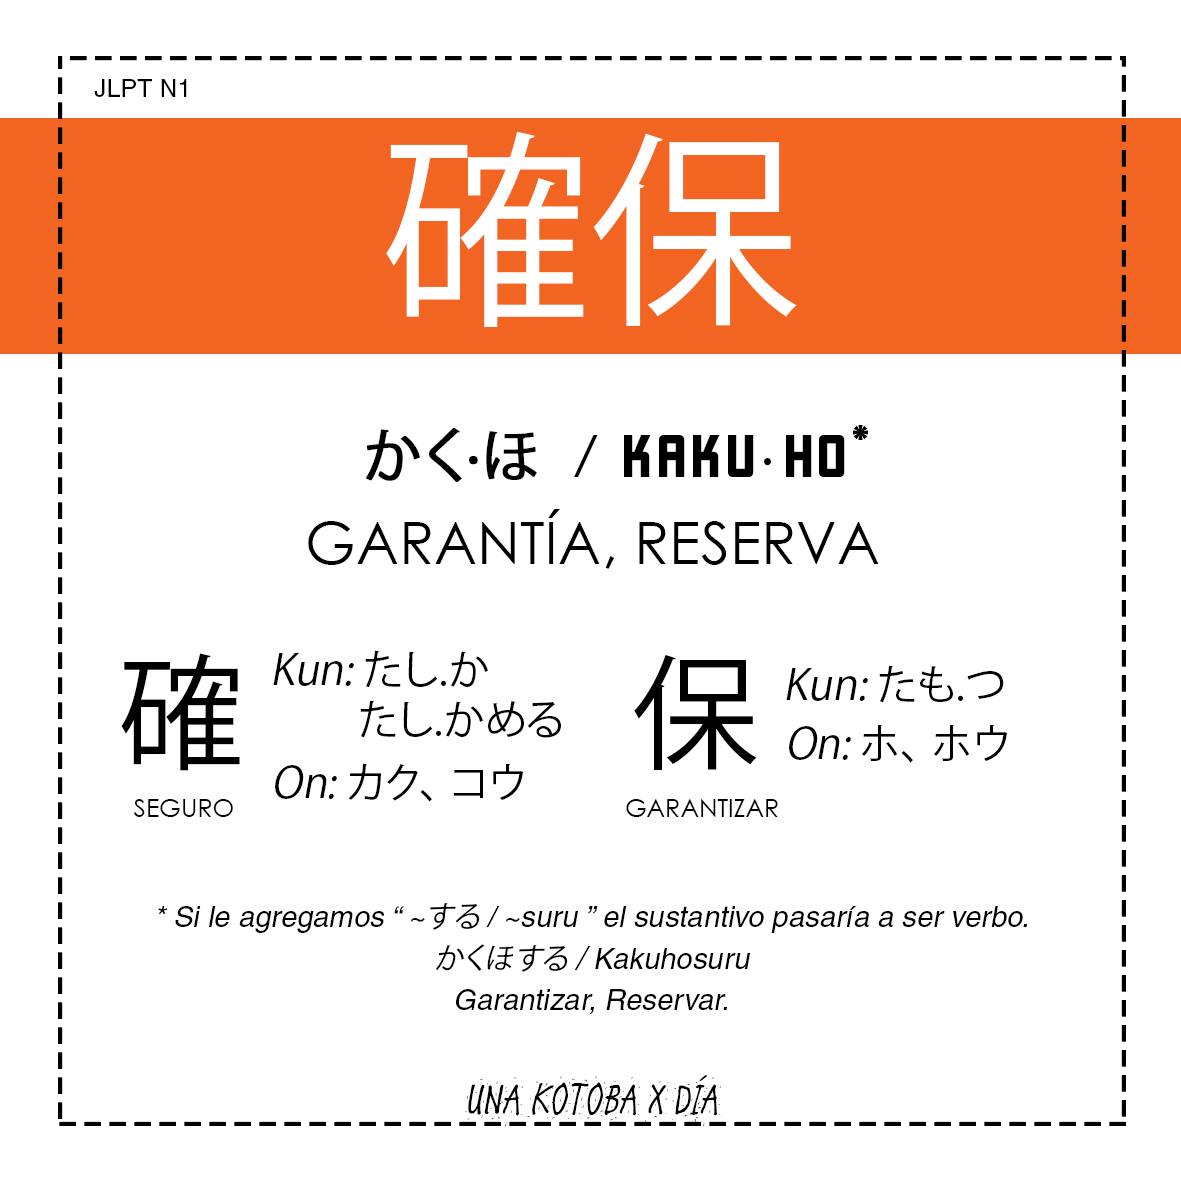 JLPT N1
確保
かく·ほ / KAKU·HO*
GARANTÍA, RESERVA
確
Kun: たし.か
たし.かめる
On: カク、コウ
SEGURO
保
Kun: たも.つ
On: ホ、ホウ
GARANTIZAR
* Si le agregamos “ ~する / ~suru ” el sustantivo pasaría a ser verbo.
かくほする / Kakuhosuru
Garantizar, Reservar.
UNA KOTOBA X DÍA